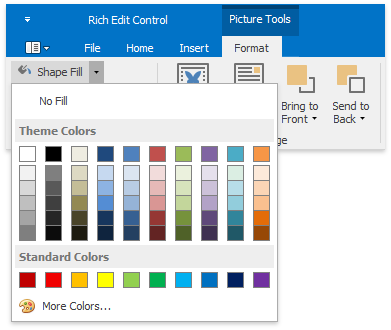 Rich Edit Control
Picture Tools
File
Home
Insert
Format
Shape Fill
Bring to
Front
Send to
Back
No Fill
Theme Colors
ge
Standard Colors
More Colors...